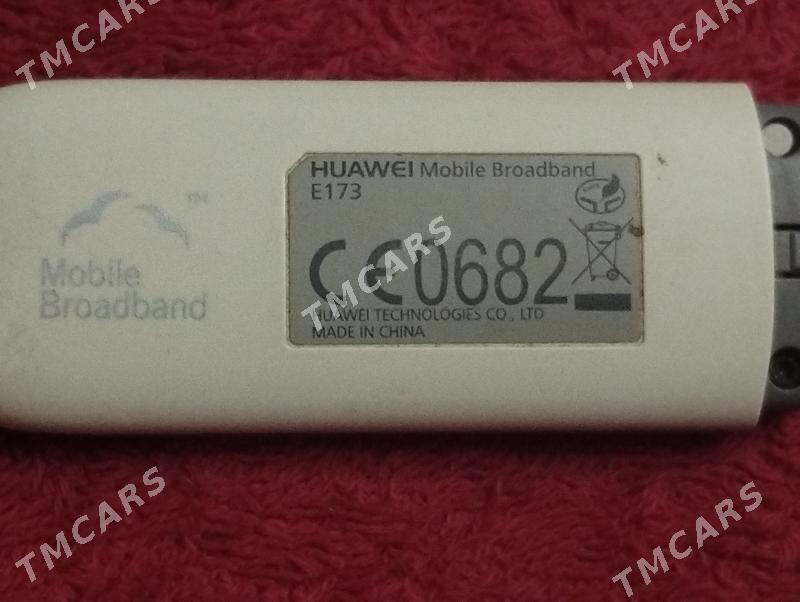 TMCARS
TMCARS
HUAWEI Mobile Broadband
E173
TM
Mobile
Broadband
CE0682
TMCARS
HUAWEI TECHNOLOGIES CO., LTD
MADE IN CHINA
TMCARS
TMCARS